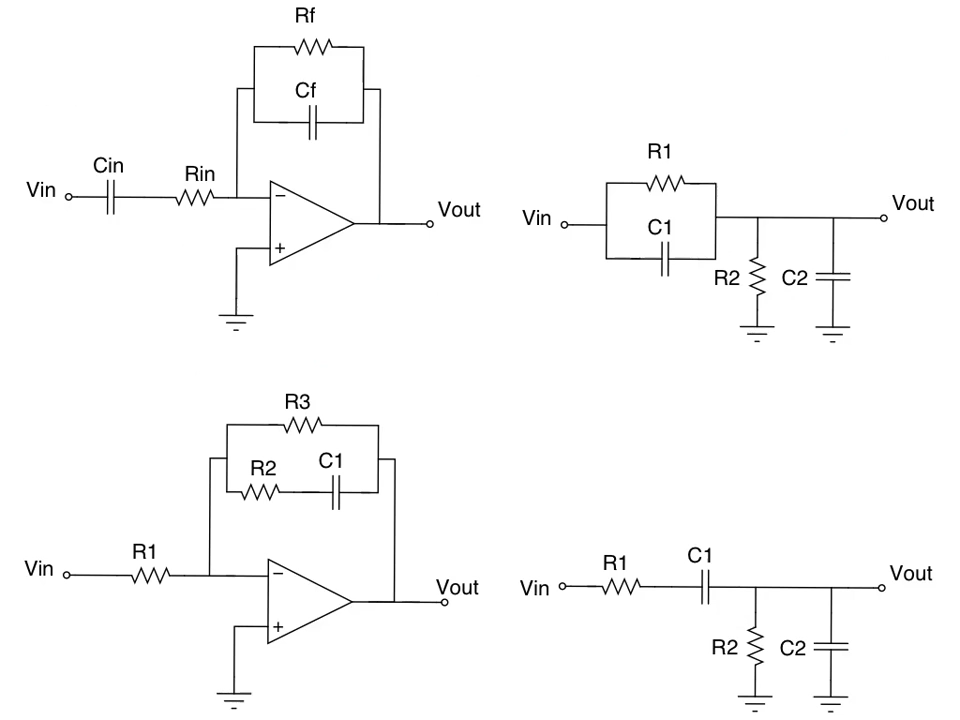 Rf
Cf
Cin
Rin
Vin
−
+
Vout
R1
Vin
C1
Vout
R2
C2
R3
R2
C1
R1
Vin
−
+
Vout
C1
R1
Vin
Vout
R2
C2